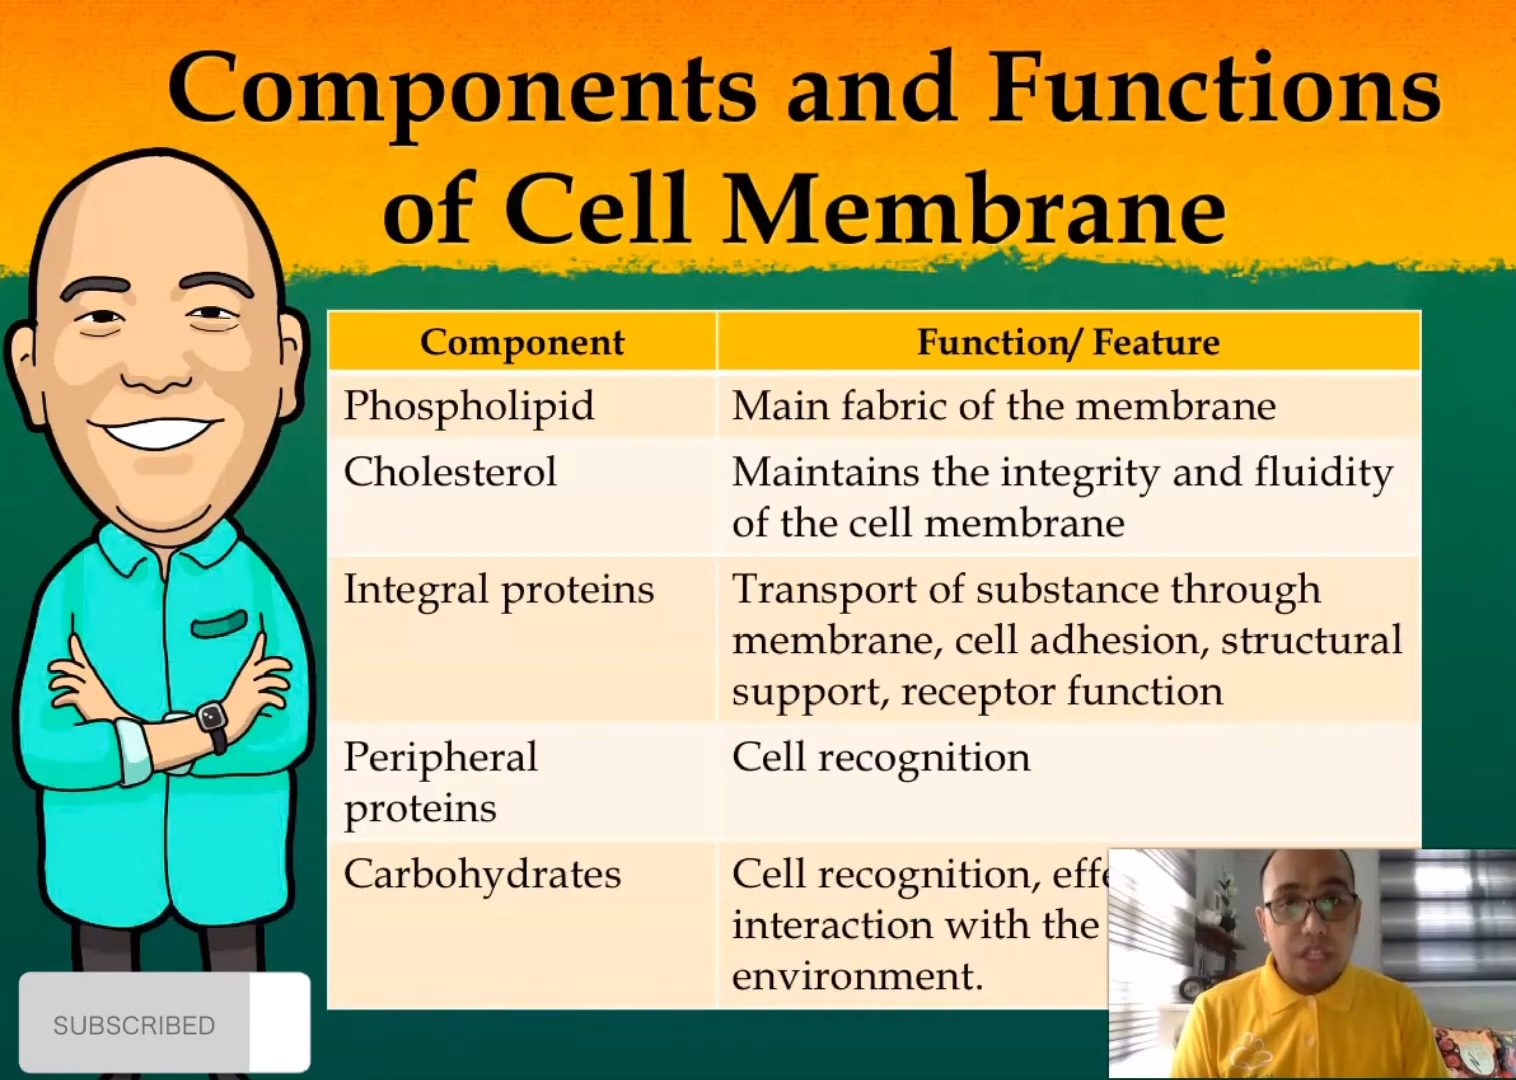 Components and Functions
of Cell Membrane
Component
Function/ Feature
Phospholipid
Main fabric of the membrane
Cholesterol
Maintains the integrity and fluidity
of the cell membrane
Integral proteins
Transport of substance through
membrane, cell adhesion, structural
support, receptor function
Peripheral
proteins
Cell recognition
Carbohydrates
Cell recognition,
interaction with the
environment.
SUBSCRIBED